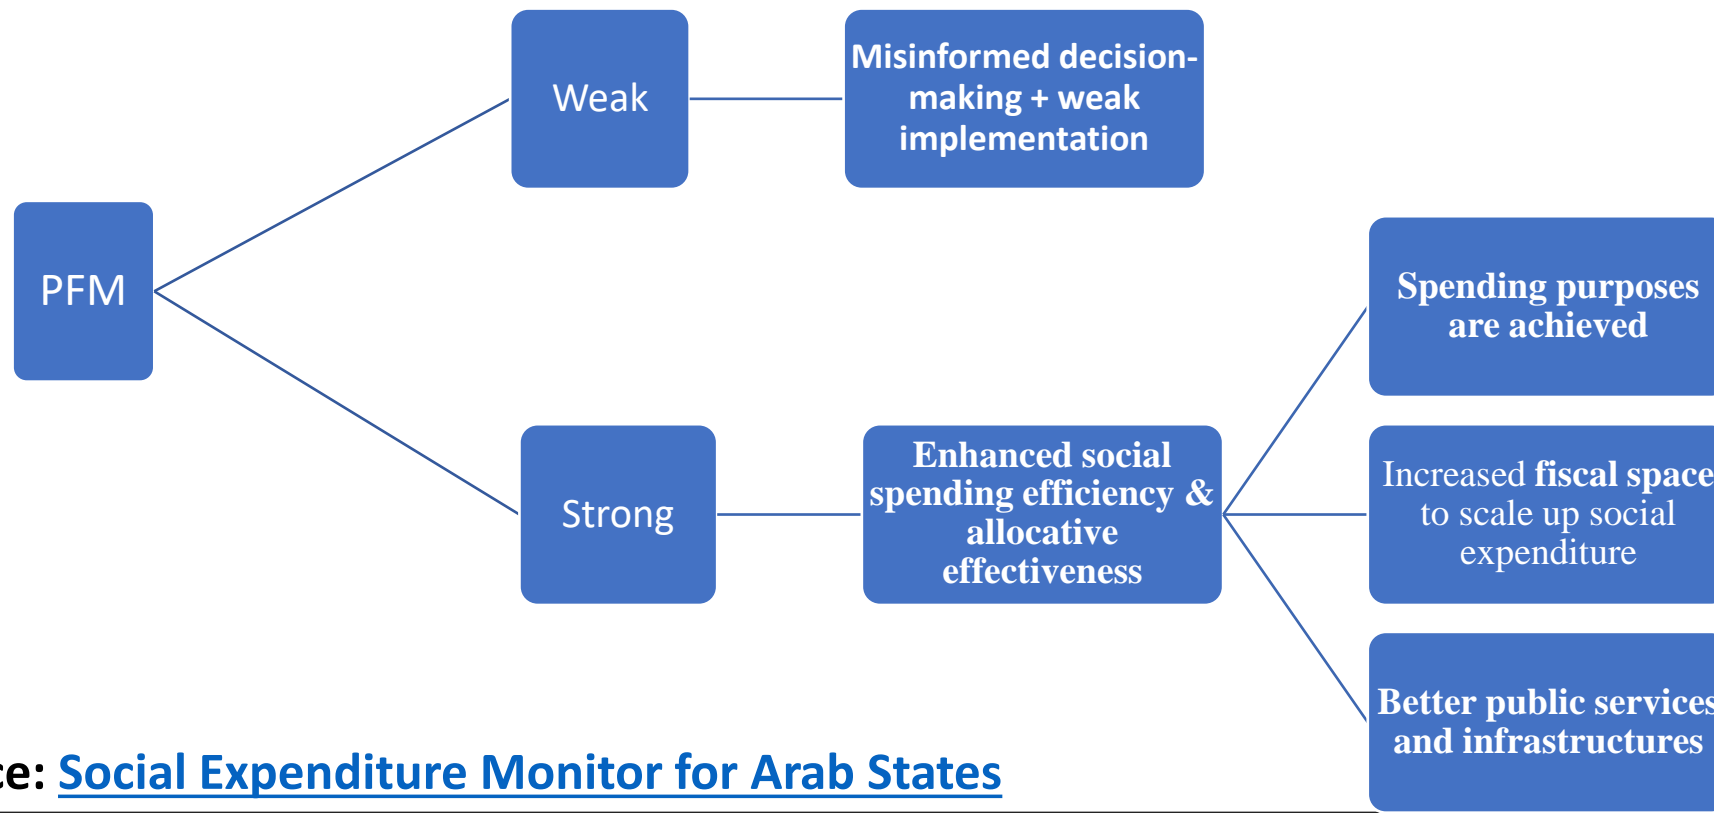 PFM
Weak
Misinformed decision-
making + weak
implementation
Strong
Enhanced social
spending efficiency &
allocative
effectiveness
Spending purposes
are achieved
Increased fiscal space
to scale up social
expenditure
Better public services
and infrastructures
ce: Social Expenditure Monitor for Arab States